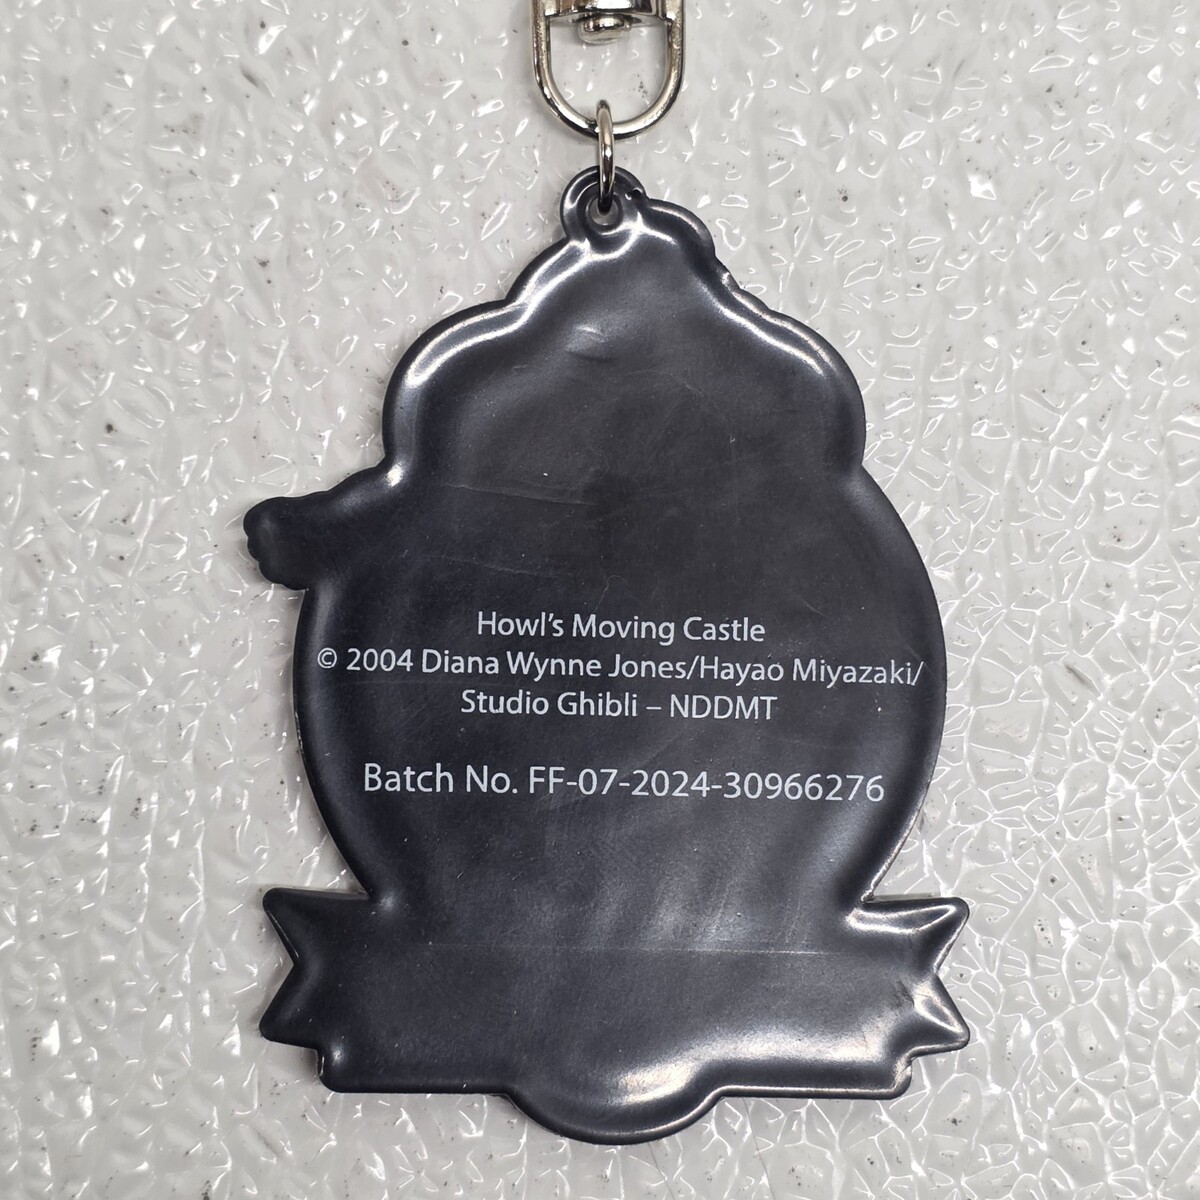 Howl's Moving Castle
© 2004 Diana Wynne Jones/Hayao Miyazaki/
Studio Ghibli – NDDMT
Batch No. FF-07-2024-30966276